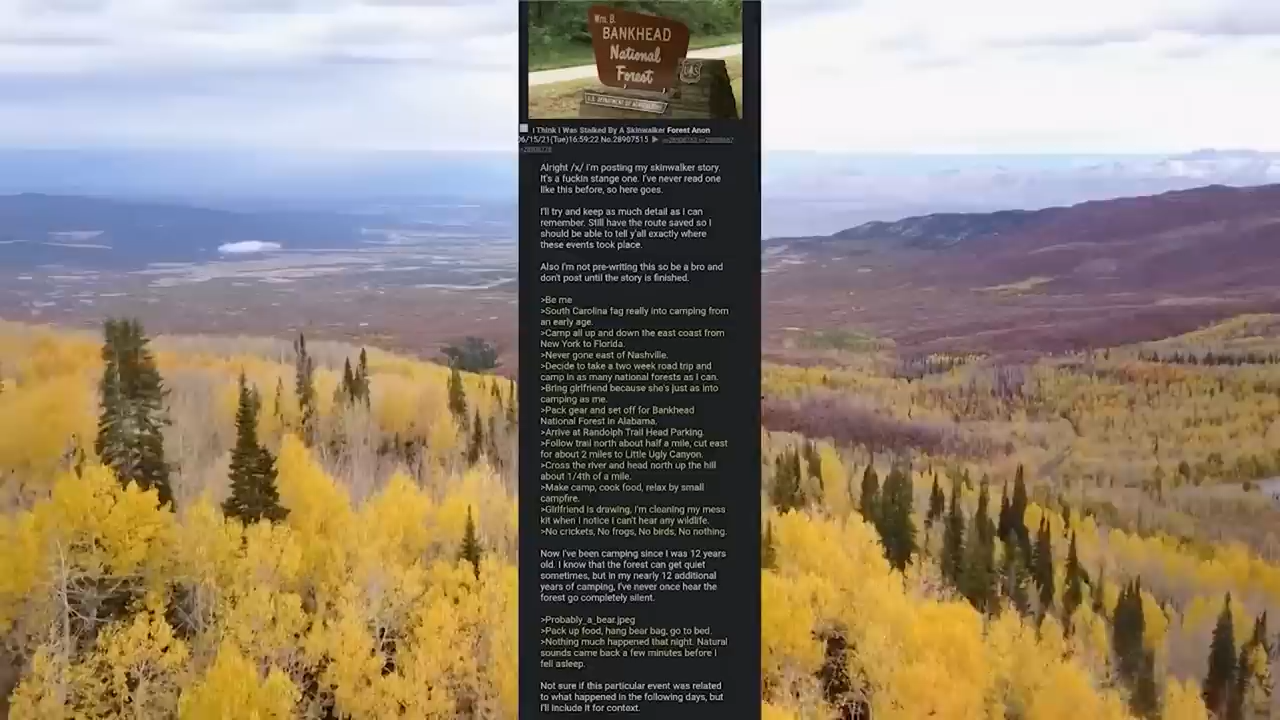 Wm. B.
BANKHEAD
National
Forest
UAS
U.S. DEPARTMENT OF AGRICULTURE
I Think I Was Stalked By A Skinwalker Forest Anon
06/15/21(Tue)16:59:22 No.28907515
Alright /x/ I'm posting my skinwalker story.
It's a fuckin stange one. I've never read one
like this before, so here goes.
I'll try and keep as much detail as I can
remember. Still have the route saved so I
should be able to tell y'all exactly where
these events took place.
Also I'm not pre-writing this so be a bro and
don't post until the story is finished.
>Be me
>South Carolina fag really into camping from
an early age.
>Camp all up and down the east coast from
New York to Florida.
>Never gone east of Nashville.
>Decide to take a two week road trip and
camp in as many national forests as I can.
>Bring girlfriend because she's just as into
camping as me.
>Pack gear and set off for Bankhead
National Forest in Alabama.
>Arrive at Randolph Trail Head Parking.
>Follow trail north about half a mile, cut east
for about 2 miles to Little Ugly Canyon.
>Cross the river and head north up the hill
about 1/4th of a mile.
>Make camp, cook food, relax by small
campfire.
>Girlfriend is drawing, I'm cleaning my mess
kit when I notice I can't hear any wildlife.
>No crickets, No frogs, No birds, No nothing.
Now I've been camping since I was 12 years
old. I know that the forest can get quiet
sometimes, but in my nearly 12 additional
years of camping, I've never once hear the
forest go completely silent.
>Probably_a_bear.jpeg
>Pack up food, hang bear bag, go to bed.
>Nothing much happened that night. Natural
sounds came back a few minutes before I
fell asleep.
Not sure if this particular event was related
to what happened in the following days, but
I'll include it for context.